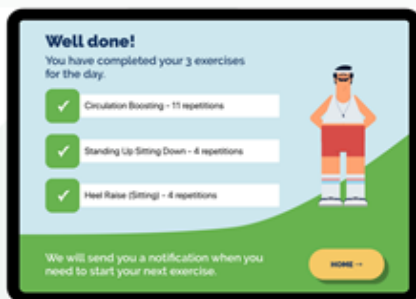 Well done!
You have completed your 3 exercises
for the day.
Circulation Boosting - 11 repetitions
Standing Up Sitting Down - 4 repetitions
Heel Raise (Sitting) - 4 repetitions
We will send you a notification when you
need to start your next exercise.
HOME →